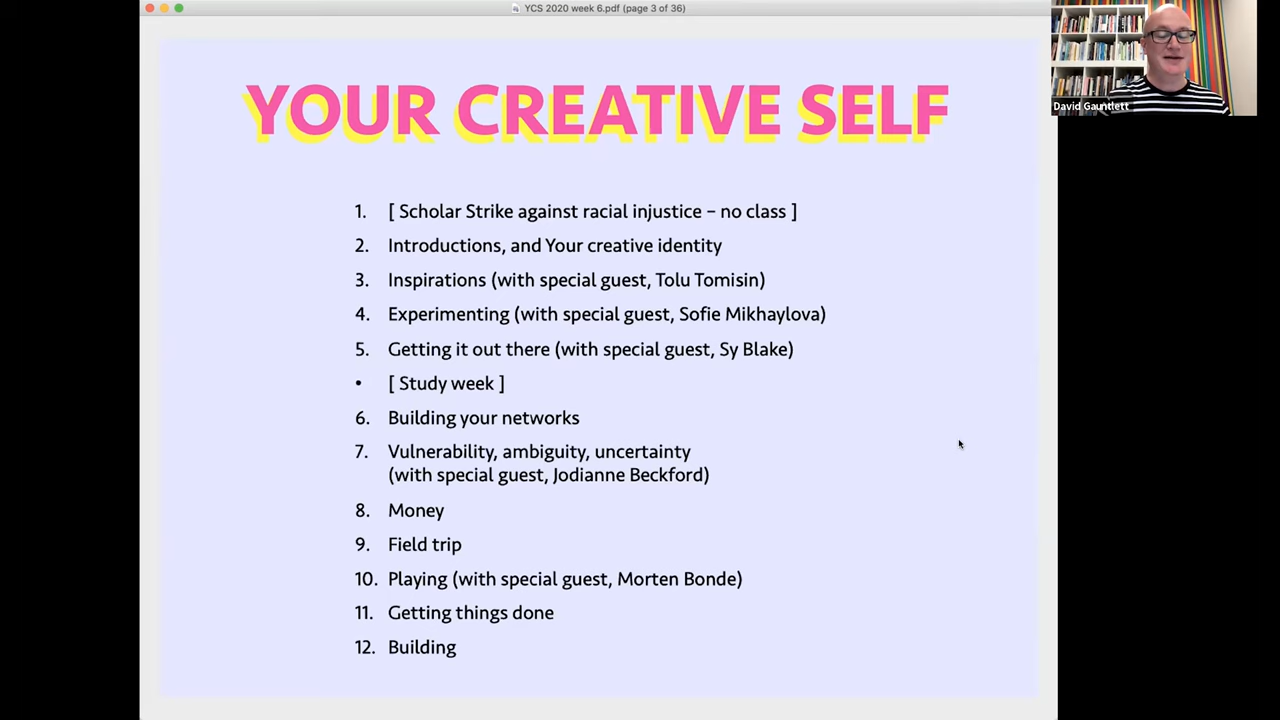 YCS 2020 week 6.pdf (page 3 of 36)
David Gauntlett
YOUR CREATIVE SELF
1. [ Scholar Strike against racial injustice – no class ]
2. Introductions, and Your creative identity
3. Inspirations (with special guest, Tolu Tomisin)
4. Experimenting (with special guest, Sofie Mikhaylova)
5. Getting it out there (with special guest, Sy Blake)
• [ Study week ]
6. Building your networks
7. Vulnerability, ambiguity, uncertainty
(with special guest, Jodianne Beckford)
8. Money
9. Field trip
10. Playing (with special guest, Morten Bonde)
11. Getting things done
12. Building